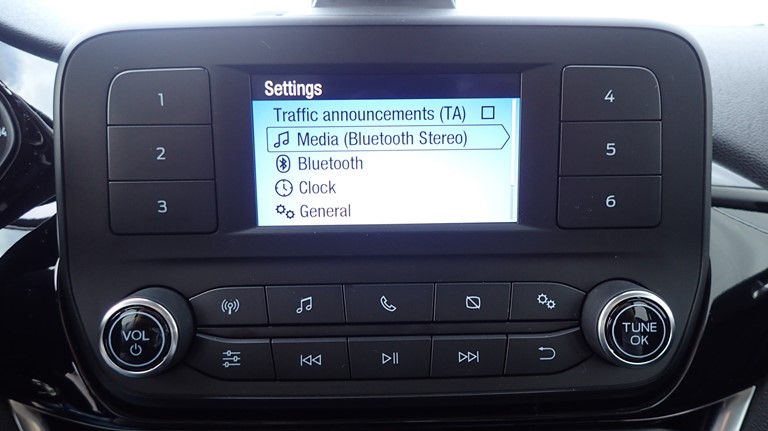 Settings
Traffic announcements (TA)
Media (Bluetooth Stereo)
Bluetooth
Clock
General
1
2
3
4
5
6
VOL
TUNE
OK